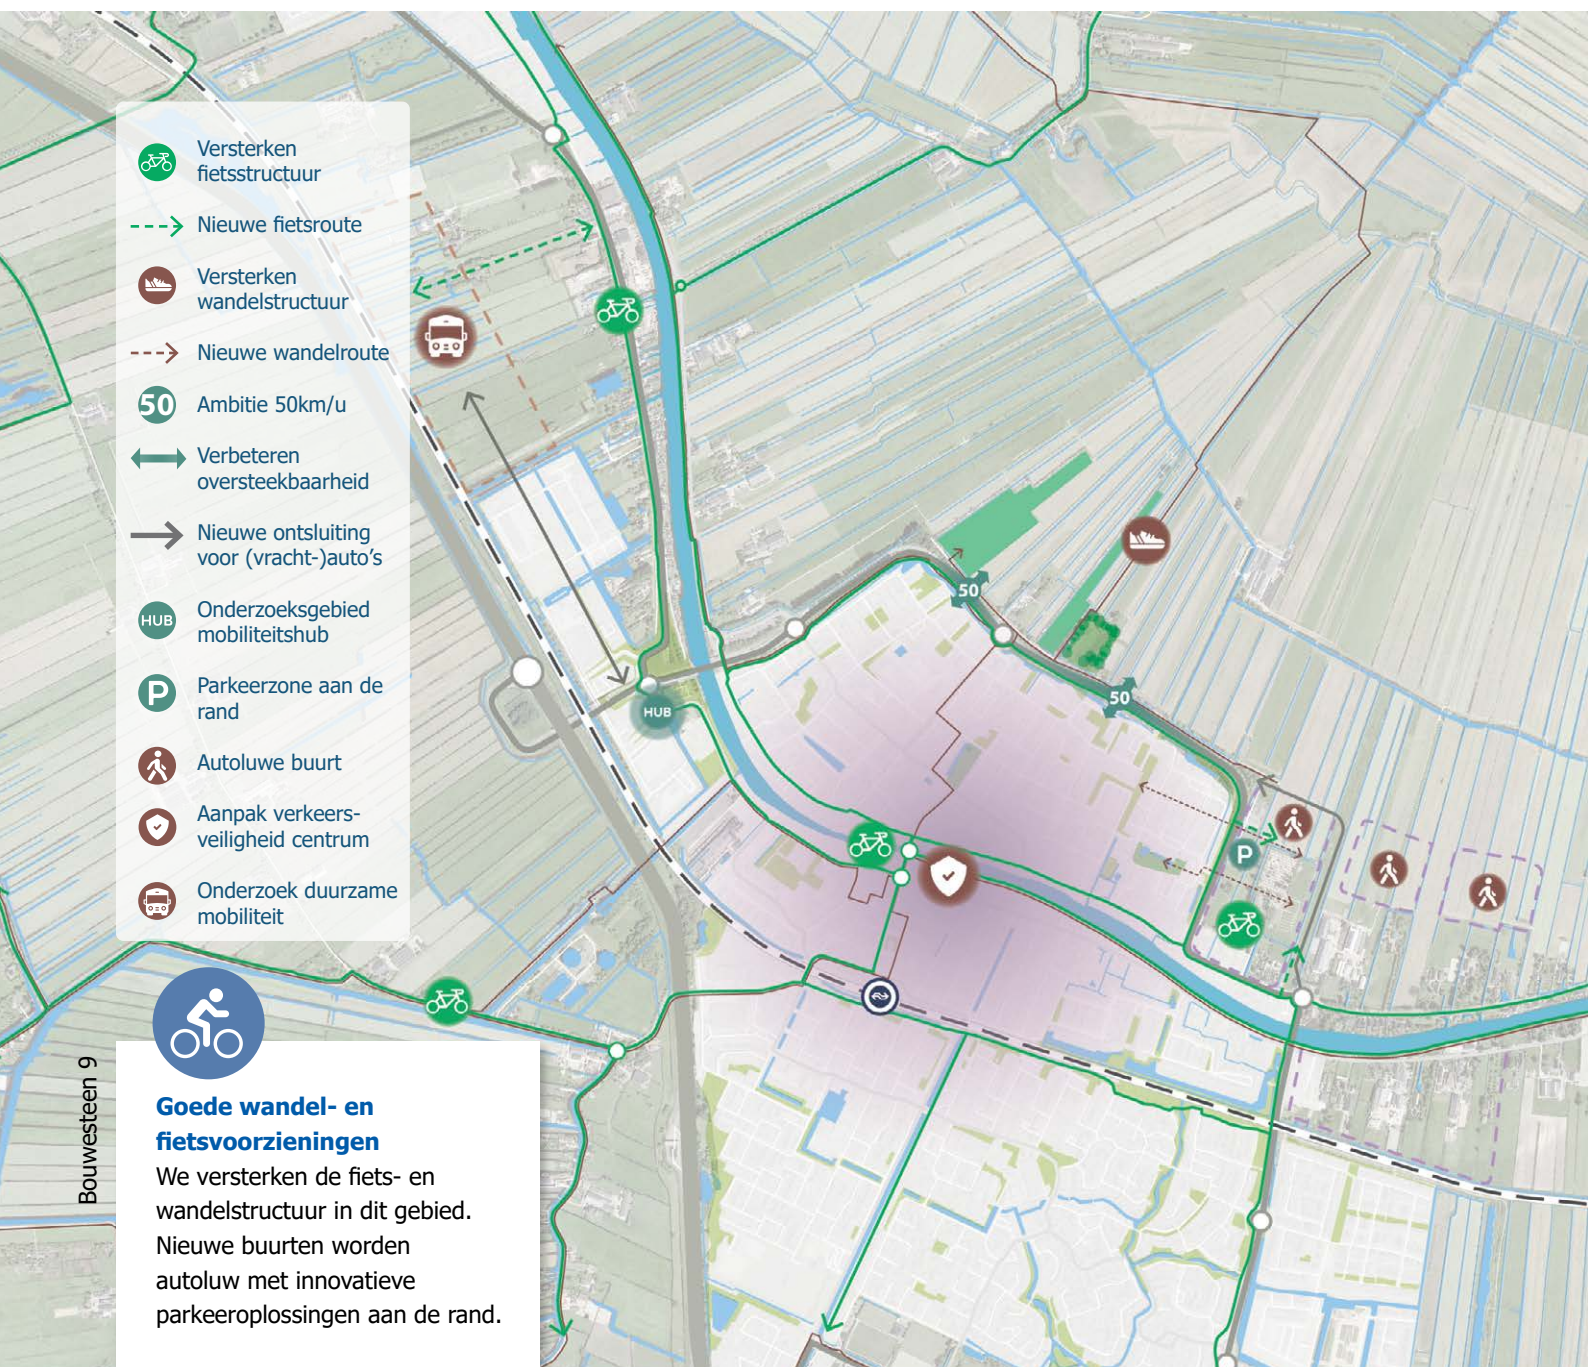 Versterken
fietsstructuur
Nieuwe fietsroute
Versterken
wandelstructuur
Nieuwe wandelroute
50
Ambitie 50km/u
Verbeteren
oversteekbaarheid
Nieuwe ontsluiting
voor (vracht-)auto's
HUB
Onderzoeksgebied
mobiliteitshub
P
Parkeerzone aan de
rand
Autoluwe buurt
Aanpak verkeers-
veiligheid centrum
Onderzoek duurzame
mobiliteit
50
50
HUB
P
Bouwesteen 9
Goede wandel- en
fietsvoorzieningen
We versterken de fiets- en
wandelstructuur in dit gebied.
Nieuwe buurten worden
autoluw met innovatieve
parkeeroplossingen aan de rand.